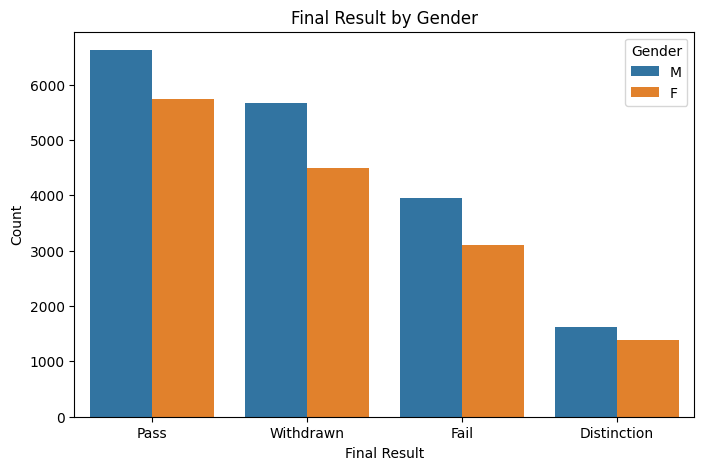 Final Result by Gender
Gender
M
F
Count
6000
5000
4000
3000
2000
1000
0
Pass Withdrawn Fail Distinction
Final Result